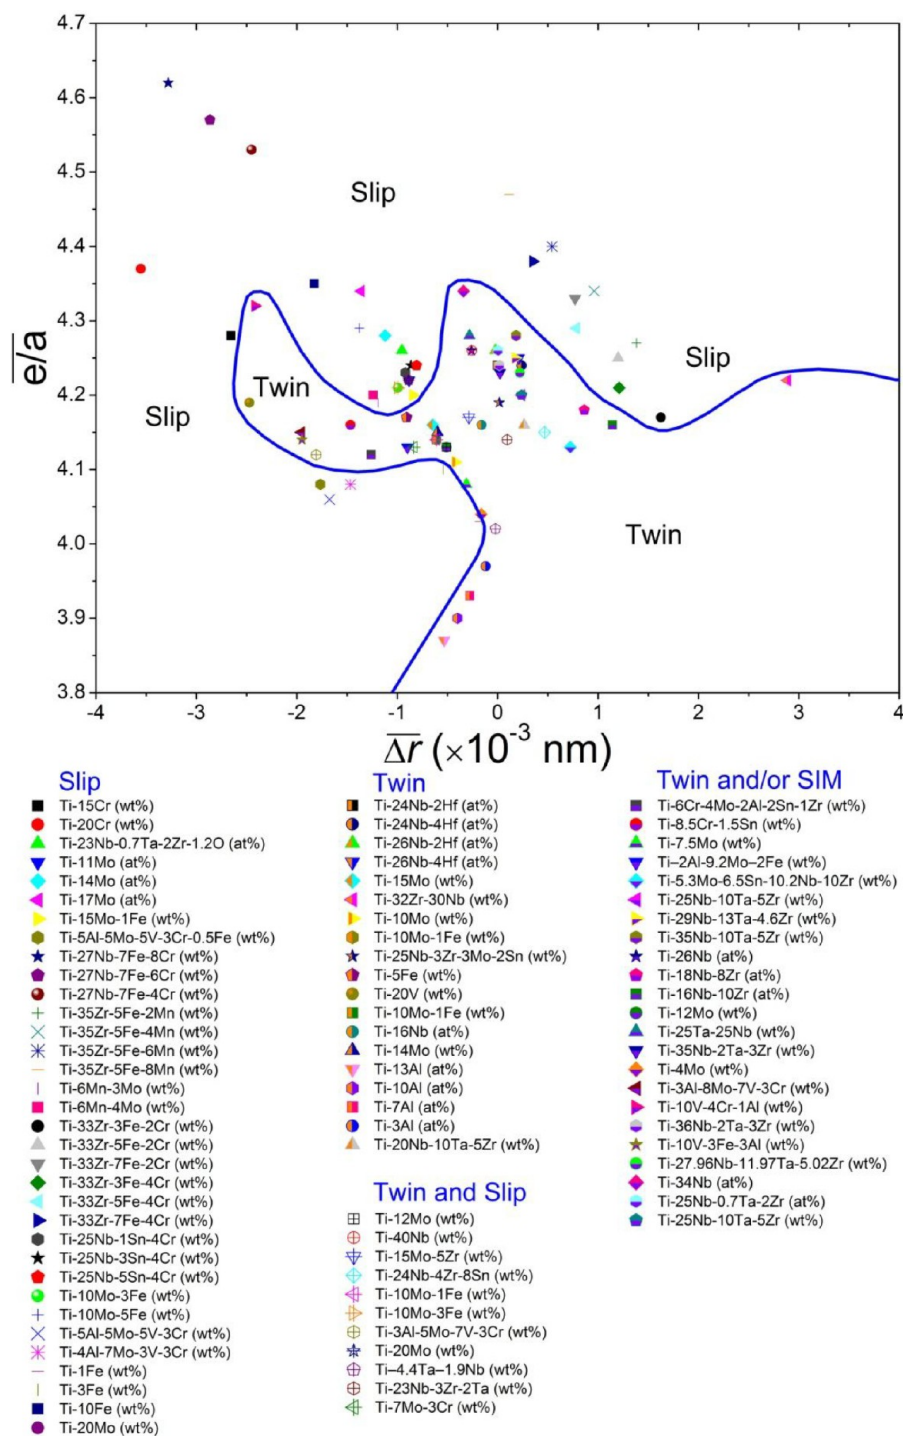 4.7
4.6
4.5
4.4
4.3
4.2
4.1
4.0
3.9
3.8
e/a
Slip
Twin
Slip
Slip
Twin
-4 -3 -2 -1 0 1 2 3 4
Δr (×10⁻³ nm)
Slip
Ti-15Cr (wt%)
Ti-20Cr (wt%)
Ti-23Nb-0.7Ta-2Zr-1.2O (at%)
Ti-11Mo (at%)
Ti-14Mo (at%)
Ti-17Mo (at%)
Ti-15Mo-1Fe (wt%)
Ti-5Al-5Mo-5V-3Cr-0.5Fe (wt%)
Ti-27Nb-7Fe-8Cr (wt%)
Ti-27Nb-7Fe-6Cr (wt%)
Ti-27Nb-7Fe-4Cr (wt%)
Ti-35Zr-5Fe-2Mn (wt%)
Ti-35Zr-5Fe-4Mn (wt%)
Ti-35Zr-5Fe-6Mn (wt%)
Ti-35Zr-5Fe-8Mn (wt%)
Ti-6Mn-3Mo (wt%)
Ti-6Mn-4Mo (wt%)
Ti-33Zr-3Fe-2Cr (wt%)
Ti-33Zr-5Fe-2Cr (wt%)
Ti-33Zr-7Fe-2Cr (wt%)
Ti-33Zr-3Fe-4Cr (wt%)
Ti-33Zr-5Fe-4Cr (wt%)
Ti-33Zr-7Fe-4Cr (wt%)
Ti-25Nb-1Sn-4Cr (wt%)
Ti-25Nb-3Sn-4Cr (wt%)
Ti-25Nb-5Sn-4Cr (wt%)
Ti-10Mo-3Fe (wt%)
Ti-10Mo-5Fe (wt%)
Ti-5Al-5Mo-5V-3Cr (wt%)
Ti-4Al-7Mo-3V-3Cr (wt%)
Ti-1Fe (wt%)
Ti-3Fe (wt%)
Ti-10Fe (wt%)
Ti-20Mo (wt%)
Twin
Ti-24Nb-2Hf (at%)
Ti-24Nb-4Hf (at%)
Ti-26Nb-2Hf (at%)
Ti-26Nb-4Hf (at%)
Ti-15Mo (wt%)
Ti-32Zr-30Nb (wt%)
Ti-10Mo (wt%)
Ti-10Mo-1Fe (wt%)
Ti-25Nb-3Zr-3Mo-2Sn (wt%)
Ti-5Fe (wt%)
Ti-20V (wt%)
Ti-10Mo-1Fe (wt%)
Ti-16Nb (at%)
Ti-14Mo (wt%)
Ti-13Al (at%)
Ti-10Al (at%)
Ti-7Al (at%)
Ti-3Al (at%)
Ti-20Nb-10Ta-5Zr (wt%)
Twin and Slip
Ti-12Mo (wt%)
Ti-40Nb (wt%)
Ti-15Mo-5Zr (wt%)
Ti-24Nb-4Zr-8Sn (wt%)
Ti-10Mo-1Fe (wt%)
Ti-10Mo-3Fe (wt%)
Ti-3Al-5Mo-7V-3Cr (wt%)
Ti-20Mo (wt%)
Ti–4.4Ta–1.9Nb (wt%)
Ti-23Nb-3Zr-2Ta (wt%)
Ti-7Mo-3Cr (wt%)
Twin and/or SIM
Ti-6Cr-4Mo-2Al-2Sn-1Zr (wt%)
Ti-8.5Cr-1.5Sn (wt%)
Ti-7.5Mo (wt%)
Ti–2Al-9.2Mo–2Fe (wt%)
Ti-5.3Mo-6.5Sn-10.2Nb-10Zr (wt%)
Ti-25Nb-10Ta-5Zr (wt%)
Ti-29Nb-13Ta-4.6Zr (wt%)
Ti-35Nb-10Ta-5Zr (wt%)
Ti-26Nb (at%)
Ti-18Nb-8Zr (at%)
Ti-16Nb-10Zr (at%)
Ti-12Mo (wt%)
Ti-25Ta-25Nb (wt%)
Ti-35Nb-2Ta-3Zr (wt%)
Ti-4Mo (wt%)
Ti-3Al-8Mo-7V-3Cr (wt%)
Ti-10V-4Cr-1Al (wt%)
Ti-36Nb-2Ta-3Zr (wt%)
Ti-10V-3Fe-3Al (wt%)
Ti-27.96Nb-11.97Ta-5.02Zr (wt%)
Ti-34Nb (at%)
Ti-25Nb-0.7Ta-2Zr (at%)
Ti-25Nb-10Ta-5Zr (wt%)